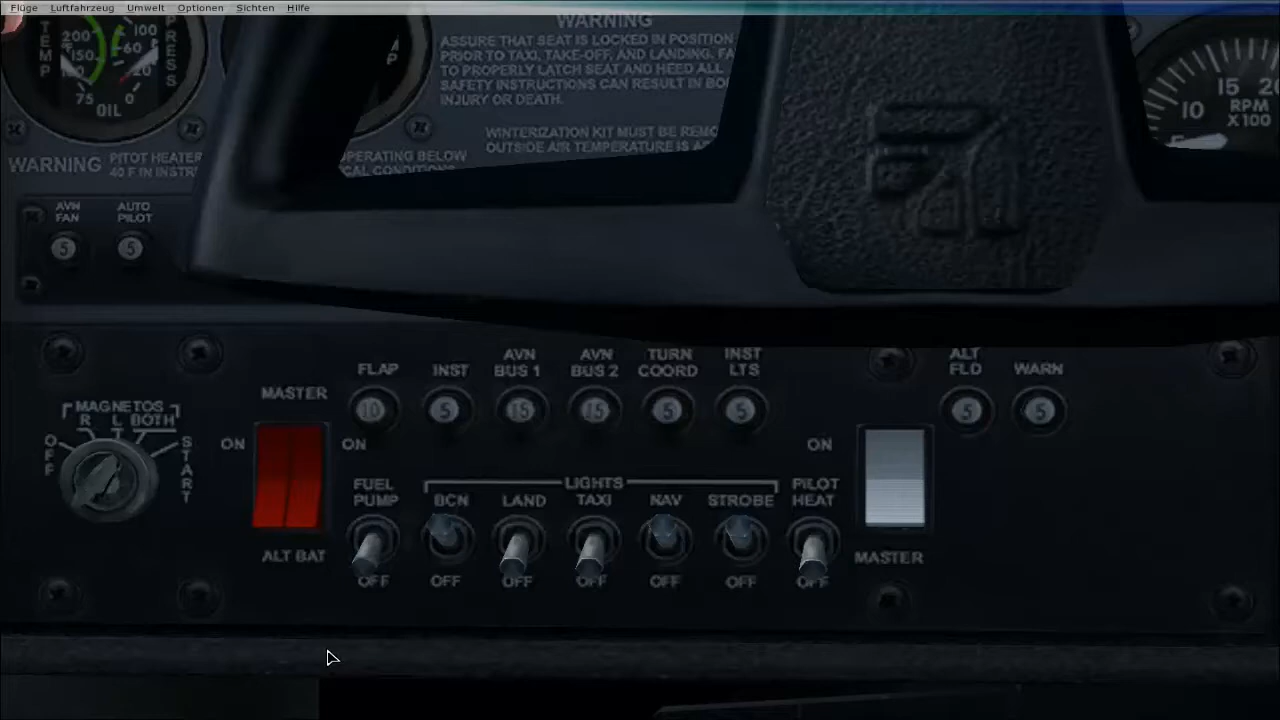 Flüge Luftfahrzeug Umwelt Optionen Sichten Hilfe
TEMP
200
150
75
OIL
100
60
20
0
PRESS
WARNING
ASSURE THAT SEAT IS LOCKED IN POSITION
PRIOR TO TAXI, TAKE-OFF, AND LANDING. FA
TO PROPERLY LATCH SEAT AND HEED ALL
SAFETY INSTRUCTIONS CAN RESULT IN BO
INJURY OR DEATH.
WINTERIZATION KIT MUST BE REMO
OUTSIDE AIR TEMPERATURE IS A
10 15 20
5
RPM
X100
WARNING
PITOT HEATER
40 F IN INSTR
OPERATING BELOW
CAL CONDITIONS
AVN
FAN
5
AUTO
PILOT
5
MAGNETOS
OFF R L BOTH START
MASTER
ON ON
ALT BAT
FLAP
10
INST
5
AVN
BUS 1
15
AVN
BUS 2
15
TURN
COORD
5
INST
LTS
5
ALT
FLD
5
WARN
5
FUEL
PUMP
OFF
LIGHTS
BCN
OFF
LAND
OFF
TAXI
OFF
NAV
OFF
STROBE
OFF
PILOT
HEAT
OFF
ON
MASTER